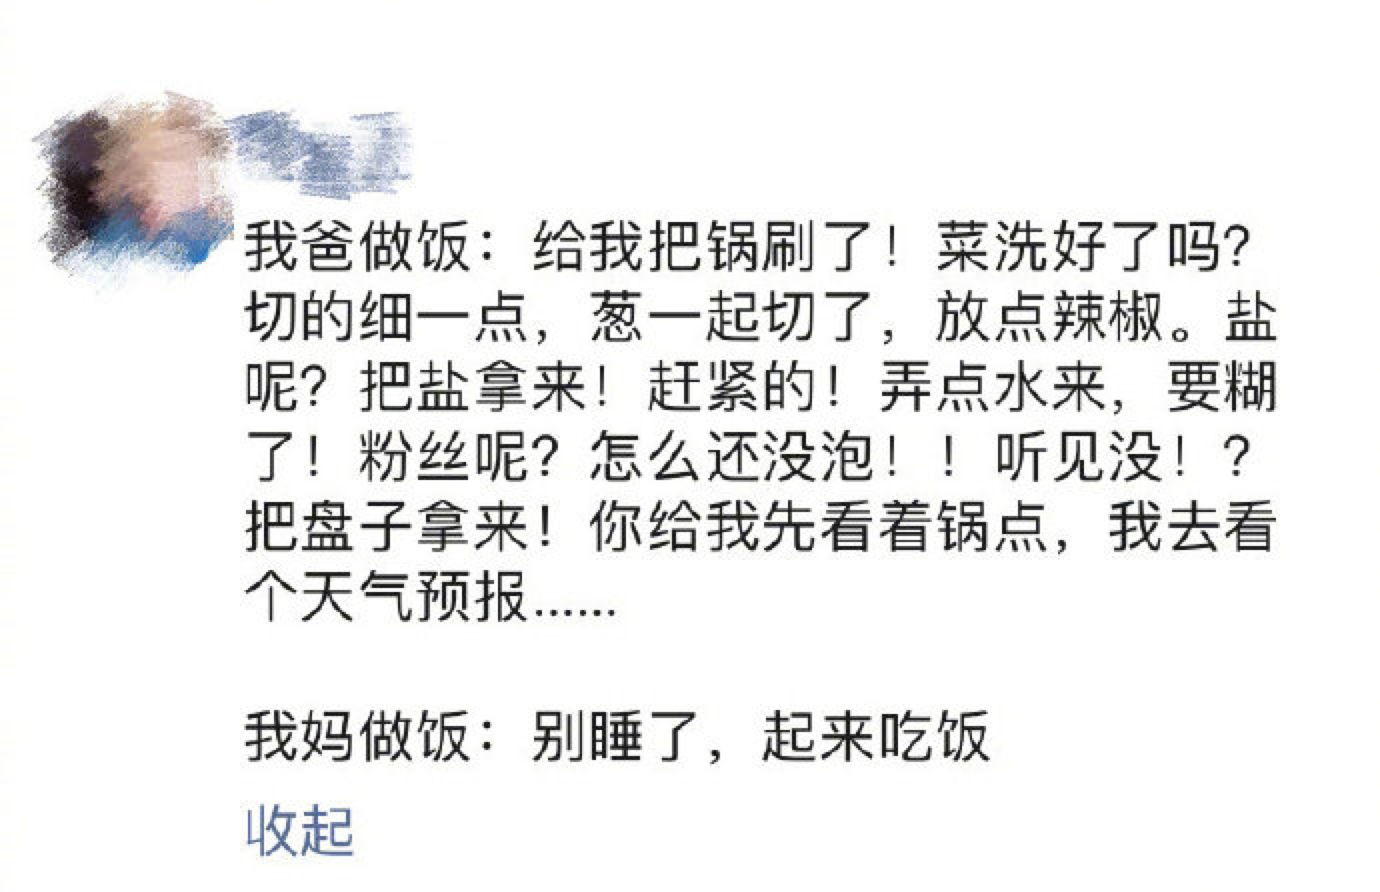 我爸做饭：给我把锅刷了！菜洗好了吗？
切的细一点，葱一起切了，放点辣椒。盐
呢？把盐拿来！赶紧的！弄点水来，要糊
了！粉丝呢？怎么还没泡！！听见没！？
把盘子拿来！你给我先看着锅点，我去看
个天气预报……
我妈做饭：别睡了，起来吃饭
收起